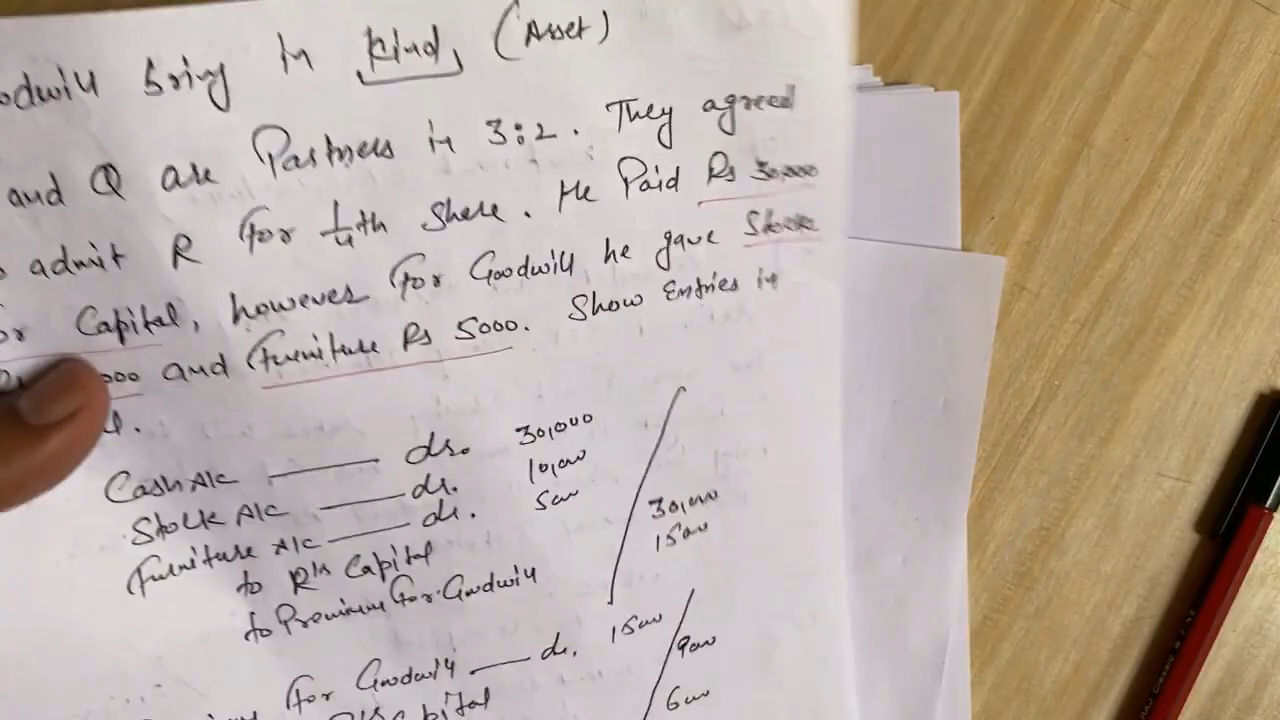 odwill bring in kind, (Asset)
and Q are Partners in 3:2. They agreed
admit R for 1/4th share. He Paid Rs 30,000
or Capital, however for Goodwill he gave Stock
000 and furniture Rs 5000. Show Entries in
Cash A/c —— dr. 30,000
Stock A/c —— dr. 10,000
Furniture A/c —— dr. 5000
to R's Capital 30,000
to Premium for Goodwill 15000
for Goodwill —— dr. 15000
Capital 9000
6000